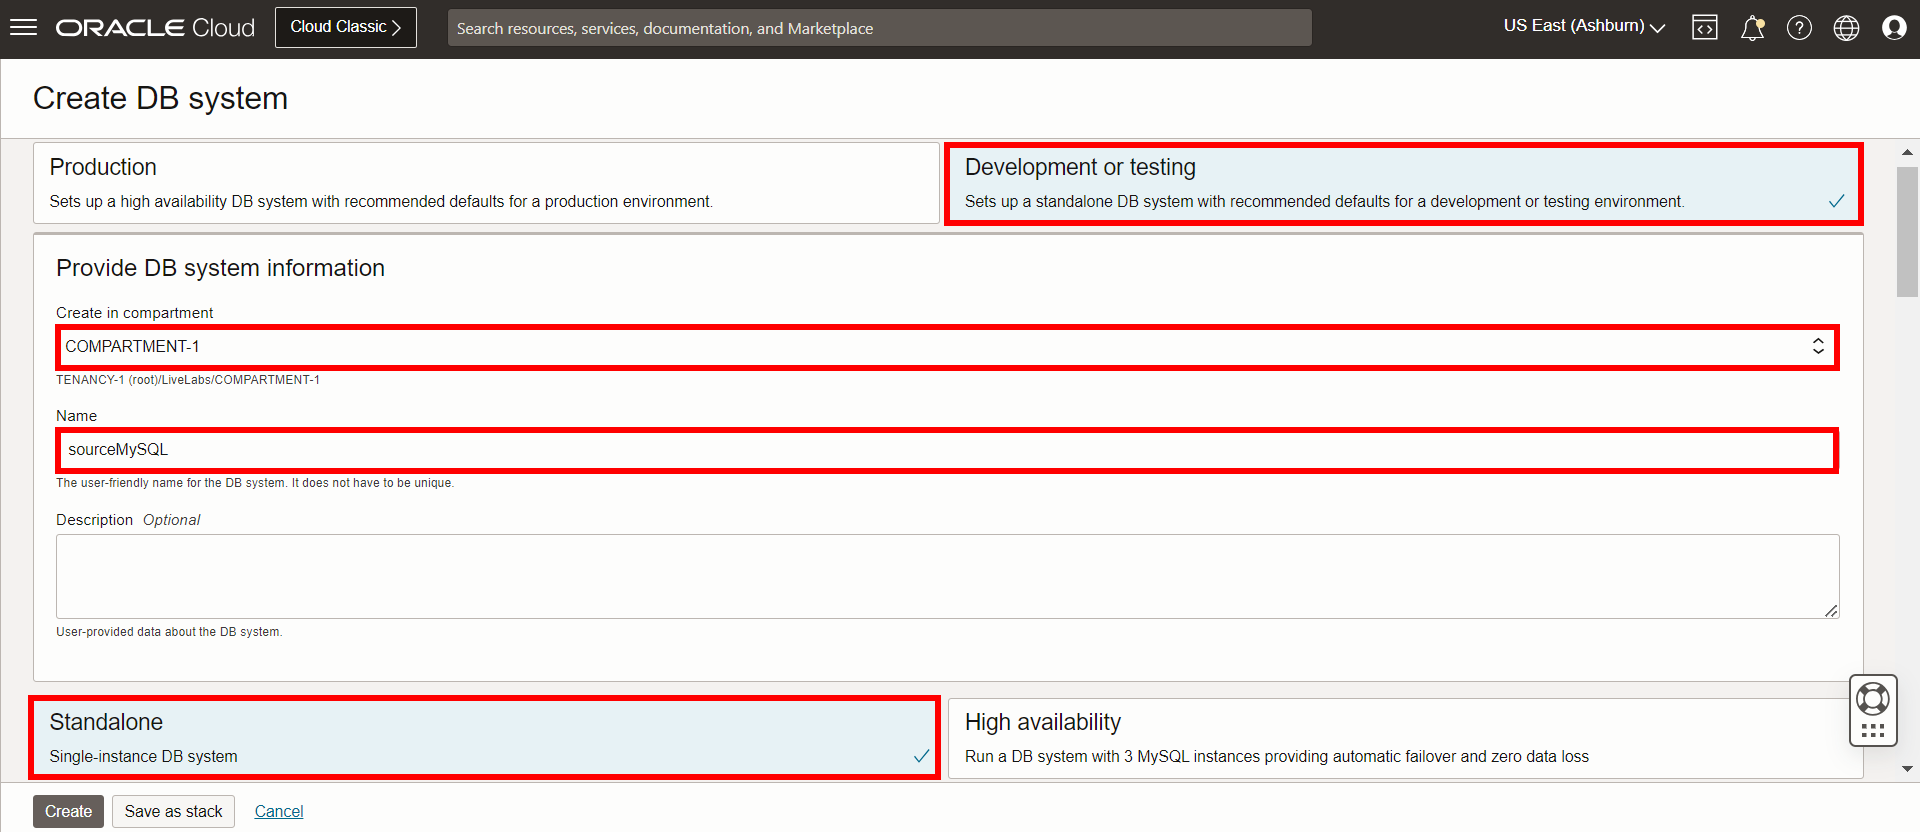 ORACLE Cloud
Cloud Classic
Search resources, services, documentation, and Marketplace
US East (Ashburn)
Create DB system
Production
Sets up a high availability DB system with recommended defaults for a production environment.
Development or testing
Sets up a standalone DB system with recommended defaults for a development or testing environment.
Provide DB system information
Create in compartment
COMPARTMENT-1
TENANCY-1 (root)/LiveLabs/COMPARTMENT-1
Name
sourceMySQL
The user-friendly name for the DB system. It does not have to be unique.
Description Optional
User-provided data about the DB system.
Standalone
Single-instance DB system
High availability
Run a DB system with 3 MySQL instances providing automatic failover and zero data loss
Create
Save as stack
Cancel